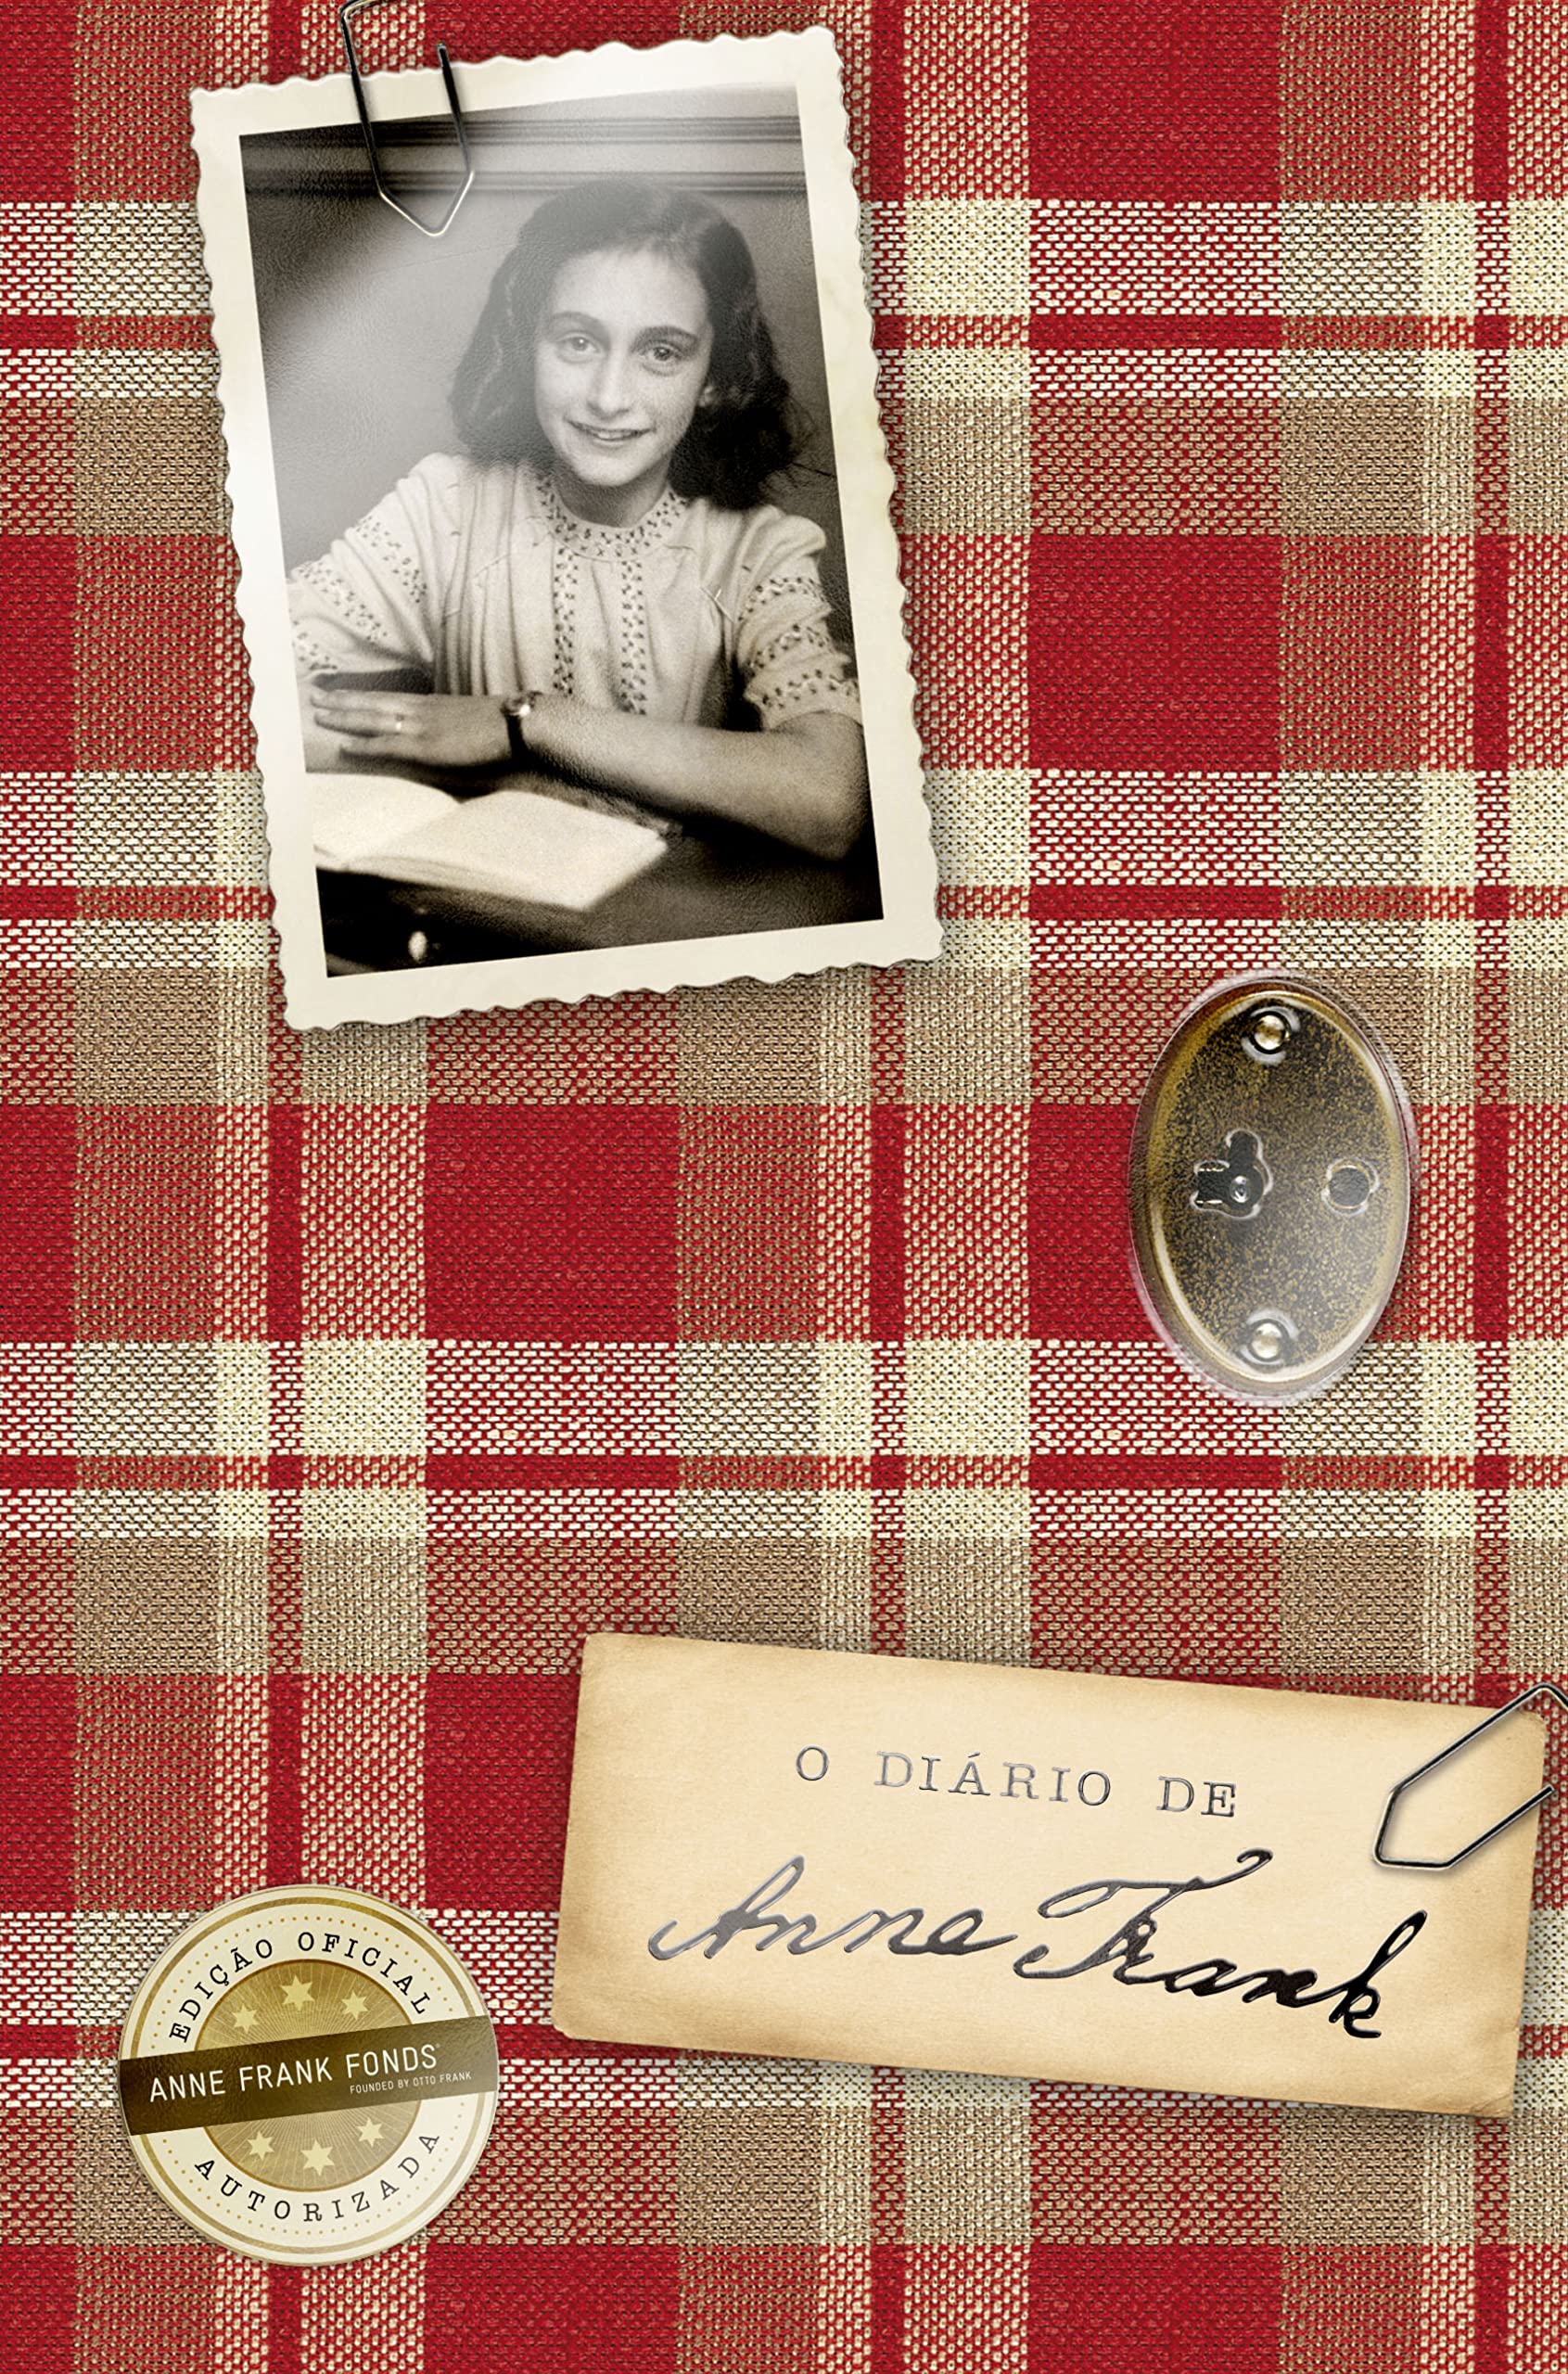 O DIÁRIO DE
Anne Frank
EDIÇÃO OFICIAL
ANNE FRANK FONDS
FOUNDED BY OTTO FRANK
AUTORIZADA